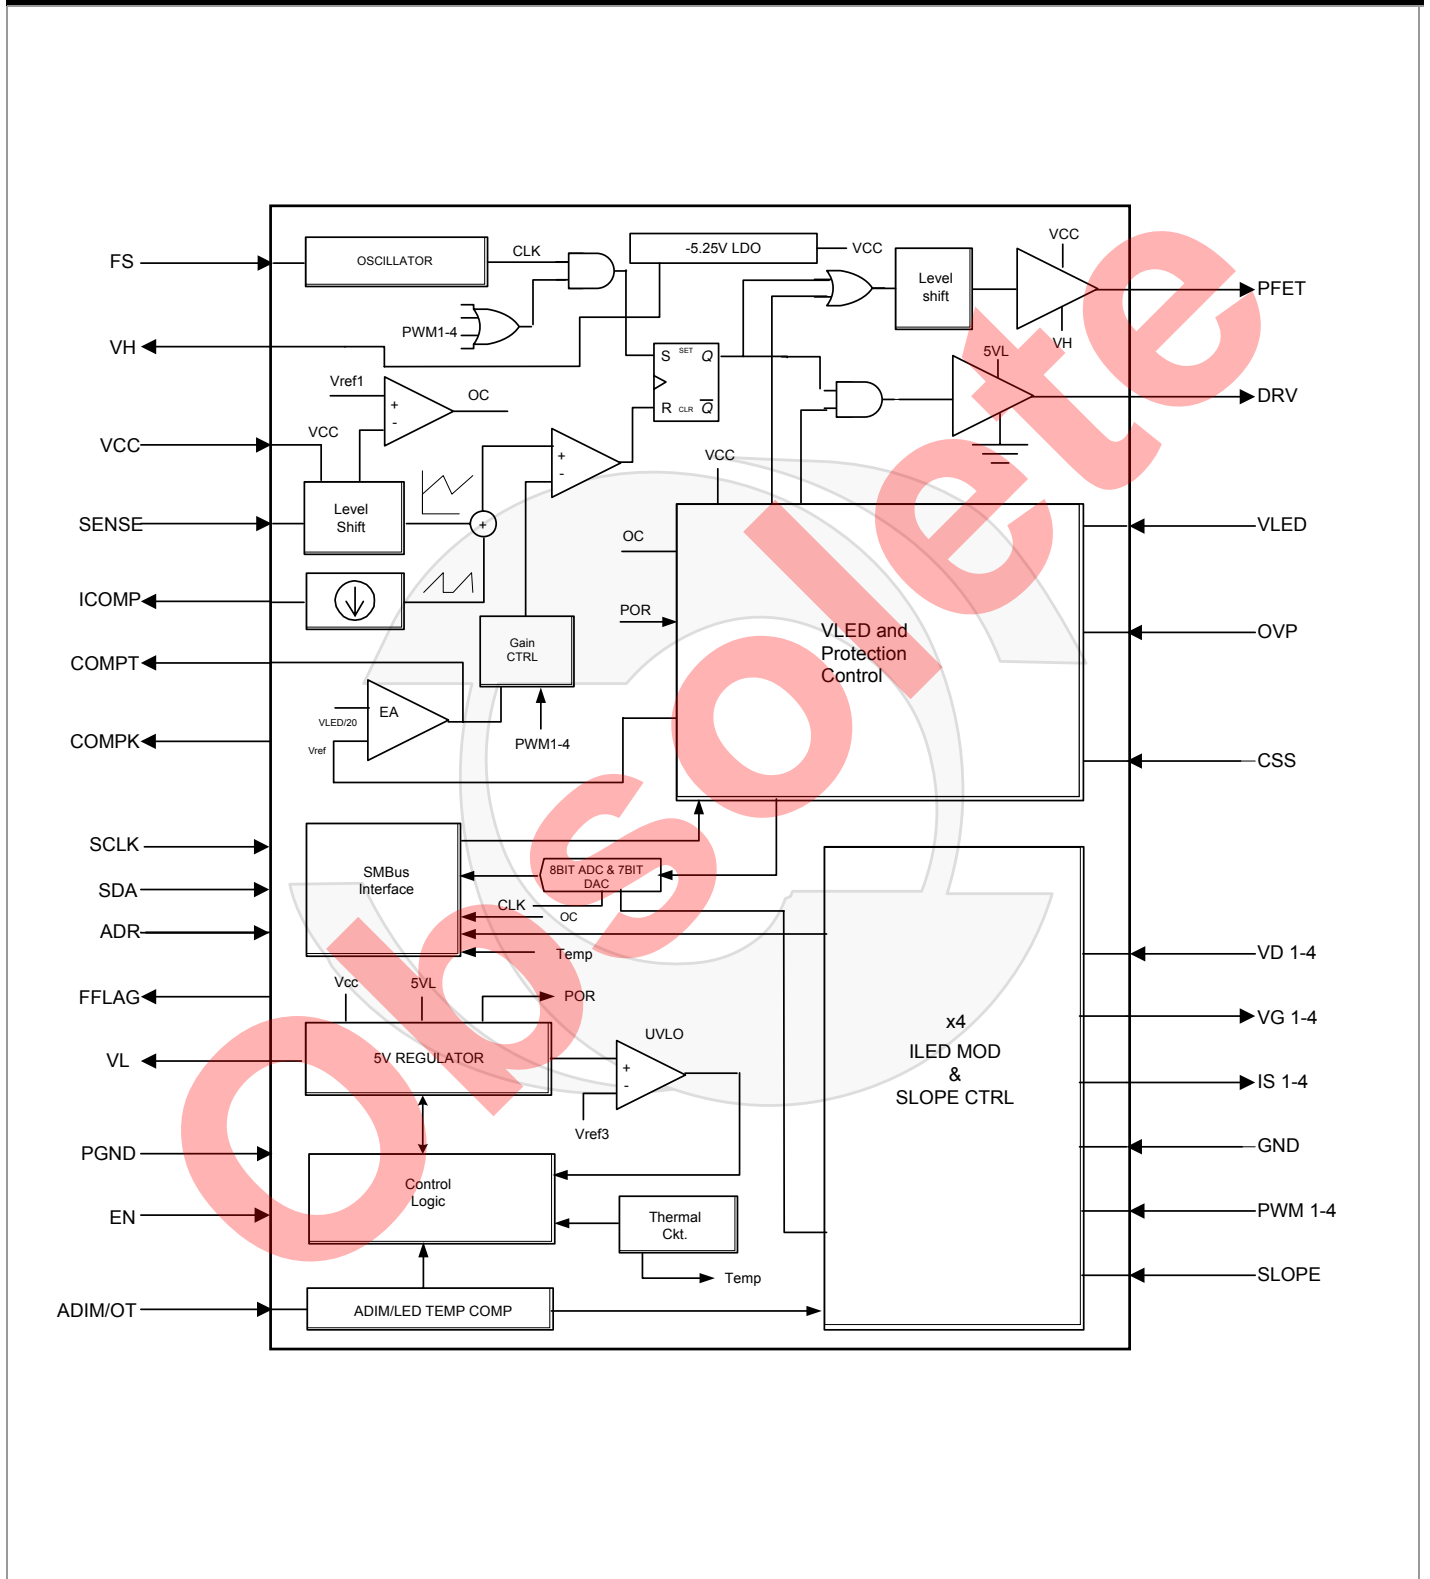 FS
OSCILLATOR
CLK
-5.25V LDO
VCC
VCC
Level
shift
PFET
VH
PWM1-4
VH
S
SET
Q
R
CLR
Q
5VL
DRV
Vref1
OC
+
-
VCC
VCC
SENSE
Level
Shift
+
+
-
VCC
OC
POR
VLED and
Protection
Control
VLED
OVP
CSS
ICOMP
COMPT
Gain
CTRL
EA
VLED/20
Vref
PWM1-4
COMPK
SCLK
SDA
ADR
SMBus
Interface
8BIT ADC & 7BIT
DAC
CLK
OC
Temp
FFLAG
Vcc
5VL
POR
VL
5V REGULATOR
UVLO
+
-
Vref3
x4
ILED MOD
&
SLOPE CTRL
VD 1-4
VG 1-4
IS 1-4
GND
PWM 1-4
SLOPE
PGND
EN
Control
Logic
Thermal
Ckt.
Temp
ADIM/OT
ADIM/LED TEMP COMP
Obsolete